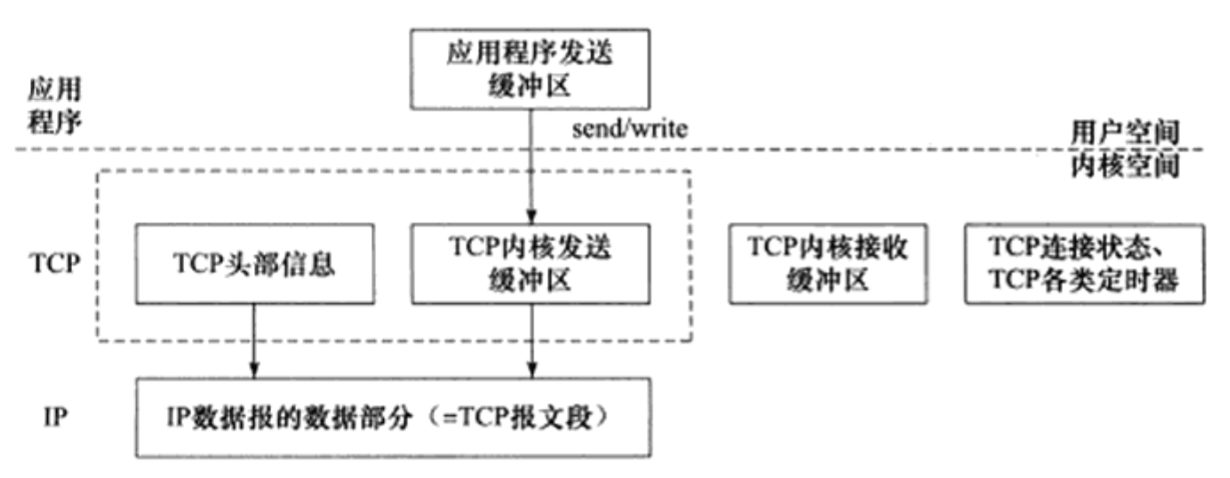 应用程序发送
缓冲区
应用
程序
send/write
用户空间
内核空间
TCP
TCP头部信息
TCP内核发送
缓冲区
TCP内核接收
缓冲区
TCP连接状态、
TCP各类定时器
IP
IP数据报的数据部分（=TCP报文段）